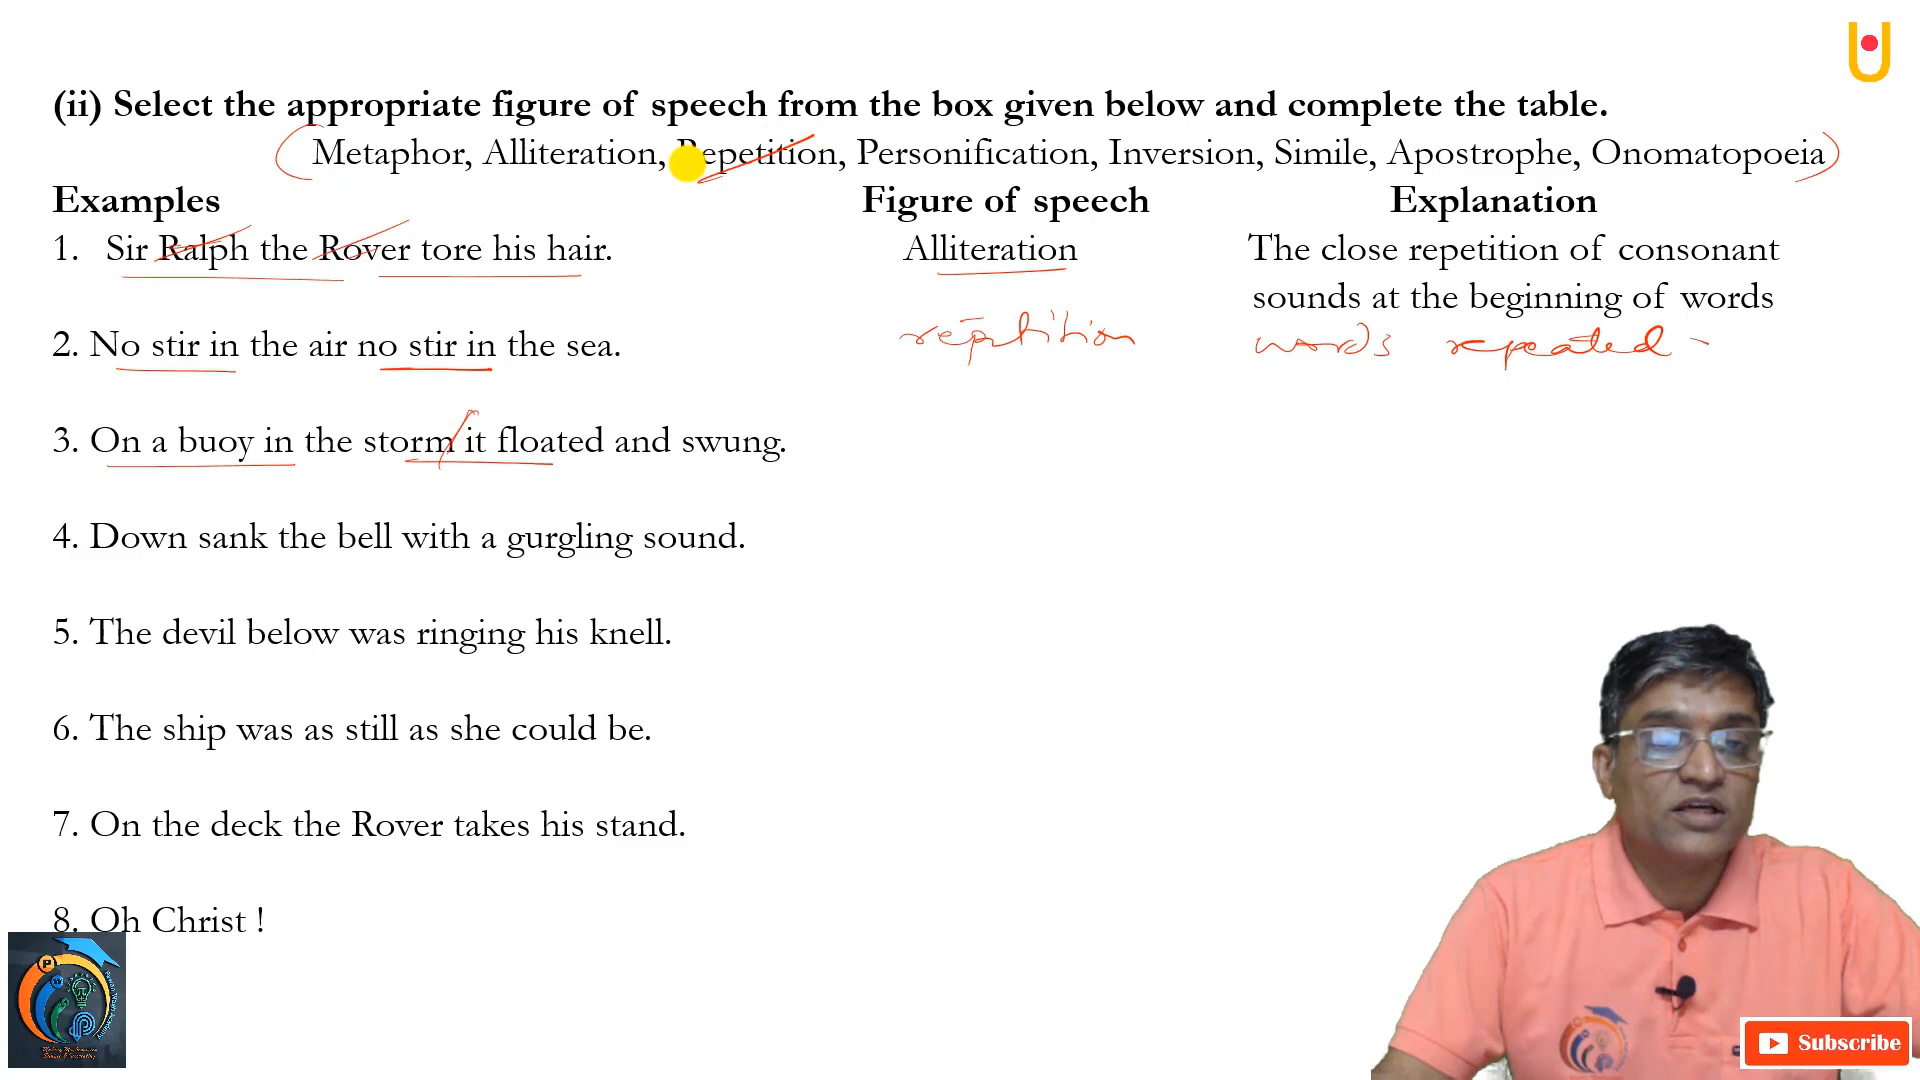 (ii) Select the appropriate figure of speech from the box given below and complete the table.
Metaphor, Alliteration, Repetition, Personification, Inversion, Simile, Apostrophe, Onomatopoeia
Examples Figure of speech Explanation
1. Sir Ralph the Rover tore his hair. Alliteration The close repetition of consonant
sounds at the beginning of words
2. No stir in the air no stir in the sea. repitition words repeated
3. On a buoy in the storm it floated and swung.
4. Down sank the bell with a gurgling sound.
5. The devil below was ringing his knell.
6. The ship was as still as she could be.
7. On the deck the Rover takes his stand.
8. Oh Christ !
Subscribe